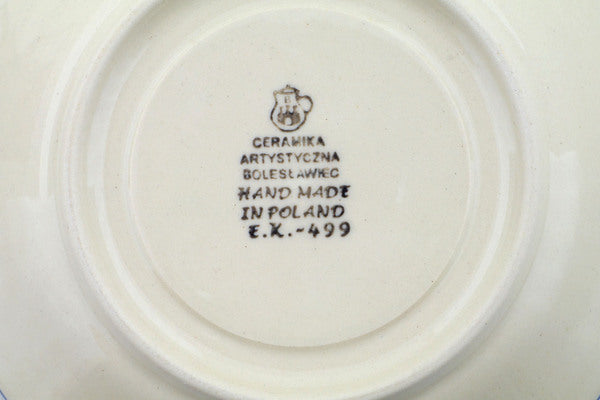 B
CERAMIKA
ARTYSTYCZNA
BOLESŁAWIEC
HAND MADE
IN POLAND
E.K.-499